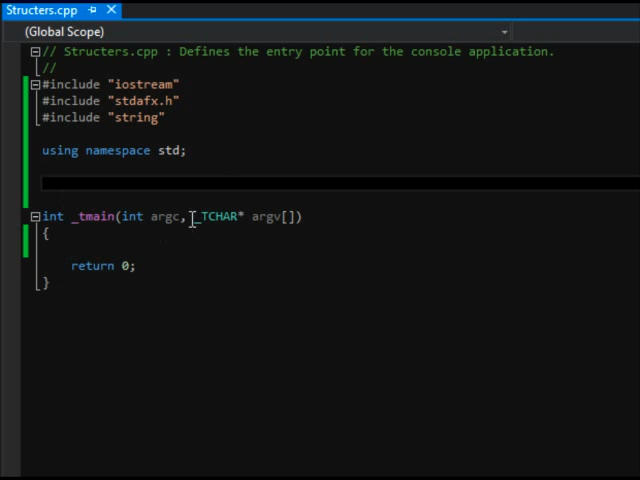 Structers.cpp
(Global Scope)
// Structers.cpp : Defines the entry point for the console application.
//
#include "iostream"
#include "stdafx.h"
#include "string"
using namespace std;
int _tmain(int argc, _TCHAR* argv[])
{
return 0;
}